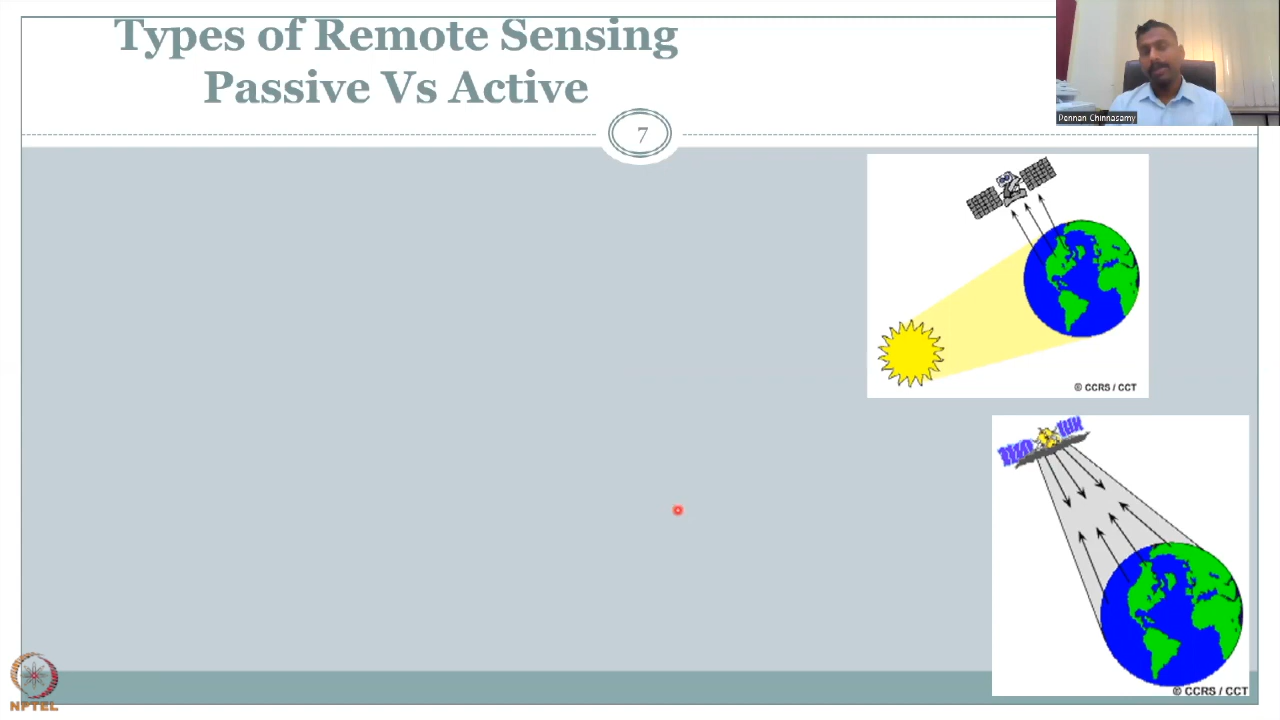 Types of Remote Sensing
Passive Vs Active
Pennan Chinnasamy
7
© CCRS / CCT
© CCRS / CCT
NPTEL